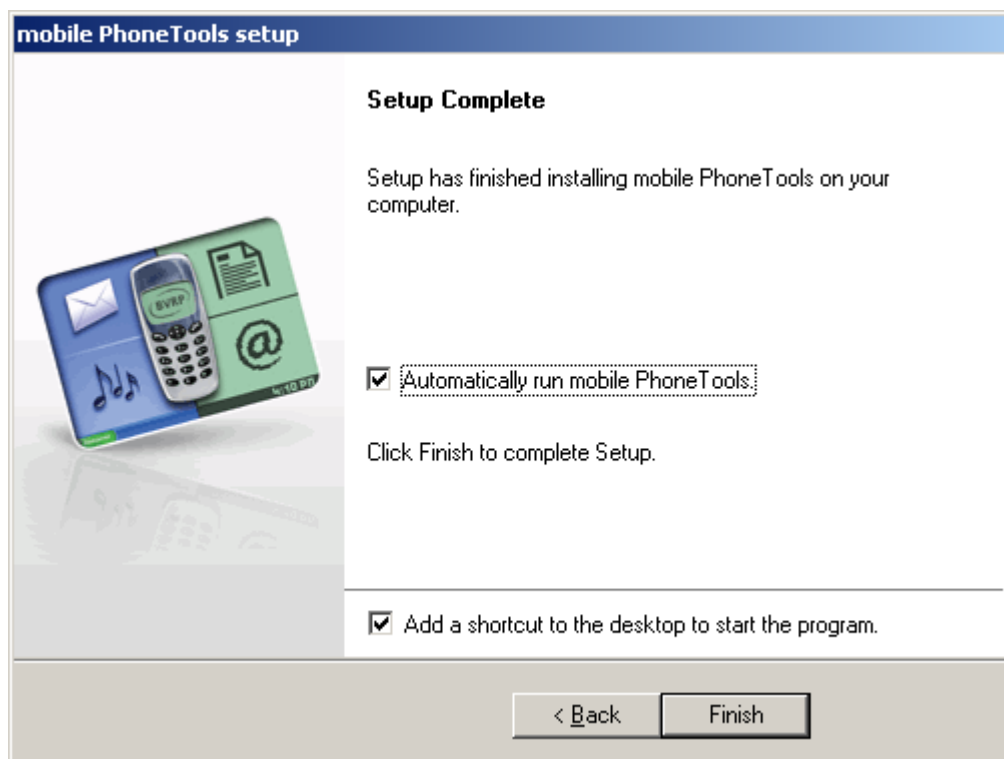 mobile PhoneTools setup
Setup Complete
Setup has finished installing mobile PhoneTools on your
computer.
BVRP
@
Automatically run mobile PhoneTools.
Click Finish to complete Setup.
Add a shortcut to the desktop to start the program.
< Back
Finish